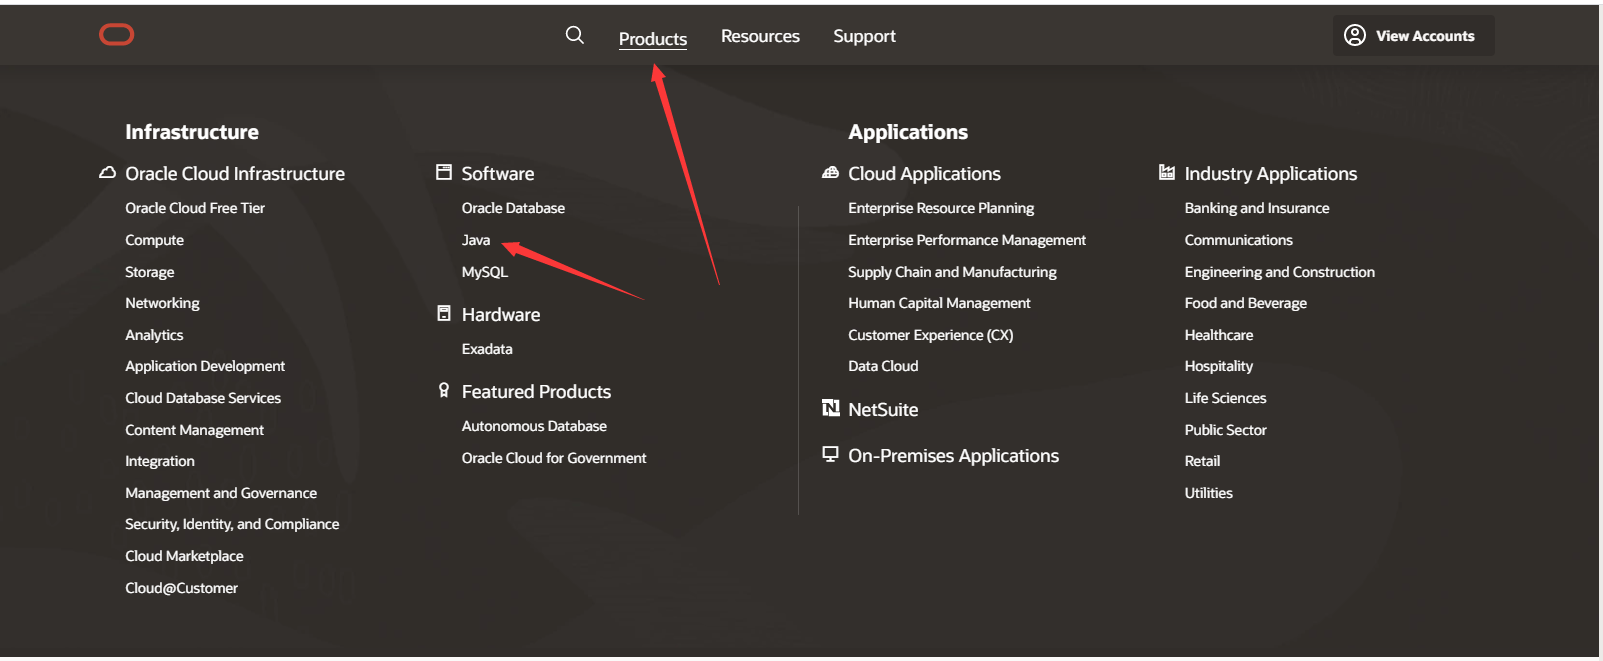 Products
Resources
Support
View Accounts
Infrastructure
Oracle Cloud Infrastructure
Oracle Cloud Free Tier
Compute
Storage
Networking
Analytics
Application Development
Cloud Database Services
Content Management
Integration
Management and Governance
Security, Identity, and Compliance
Cloud Marketplace
Cloud@Customer
Software
Oracle Database
Java
MySQL
Hardware
Exadata
Featured Products
Autonomous Database
Oracle Cloud for Government
Applications
Cloud Applications
Enterprise Resource Planning
Enterprise Performance Management
Supply Chain and Manufacturing
Human Capital Management
Customer Experience (CX)
Data Cloud
NetSuite
On-Premises Applications
Industry Applications
Banking and Insurance
Communications
Engineering and Construction
Food and Beverage
Healthcare
Hospitality
Life Sciences
Public Sector
Retail
Utilities